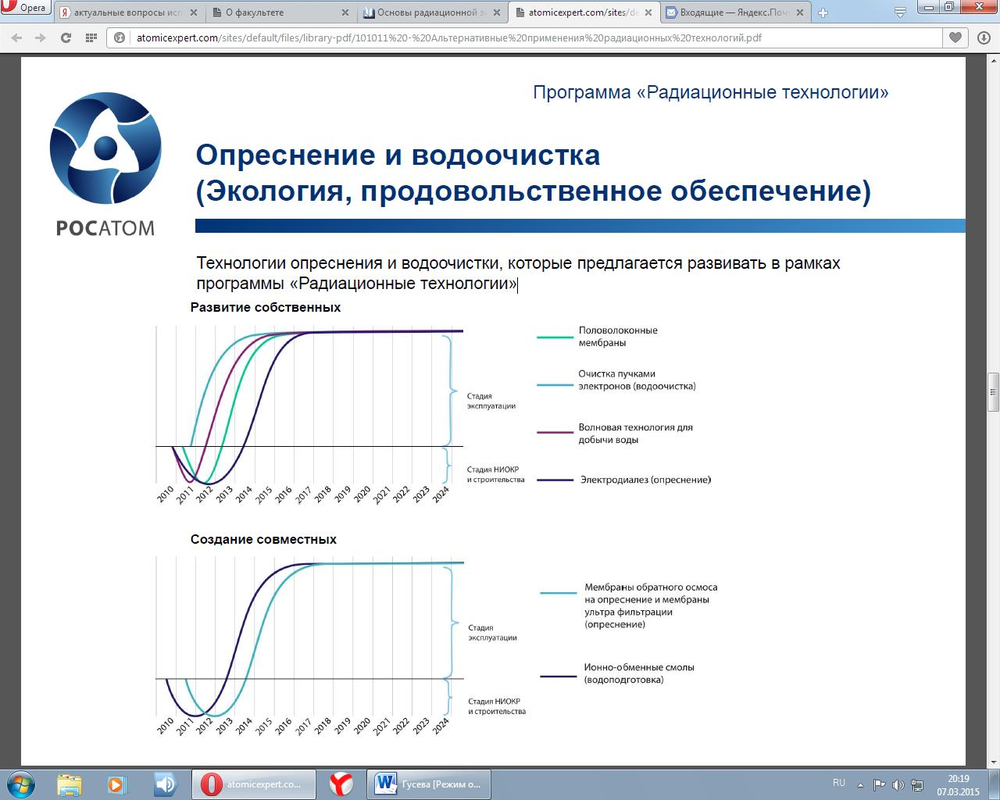 Opera
актуальные вопросы исп
О факультете
Основы радиационной э
atomicexpert.com/sites/de
Входящие — Яндекс.Поч
atomicexpert.com/sites/default/files/library-pdf/101011%20-%20Альтернативные%20применения%20радиационных%20технологий.pdf
Программа «Радиационные технологии»
РОСАТОМ
Опреснение и водоочистка
(Экология, продовольственное обеспечение)
Технологии опреснения и водоочистки, которые предлагается развивать в рамках
программы «Радиационные технологии»
Развитие собственных
Половолоконные
мембраны
Очистка пучками
электронов (водоочистка)
Стадия
эксплуатации
Волновая технология для
добычи воды
Стадия НИОКР
и строительства
Электродиалез (опреснение)
2010 2011 2012 2013 2014 2015 2016 2017 2018 2019 2020 2021 2022 2023 2024
Создание совместных
Мембраны обратного осмоса
на опреснение и мембраны
ультра фильтрации
(опреснение)
Стадия
эксплуатации
Ионно-обменные смолы
(водоподготовка)
Стадия НИОКР
и строительства
2010 2011 2012 2013 2014 2015 2016 2017 2018 2019 2020 2021 2022 2023 2024
atomicexpert.co...
Гусева [Режим о...
RU
20:19
07.03.2015